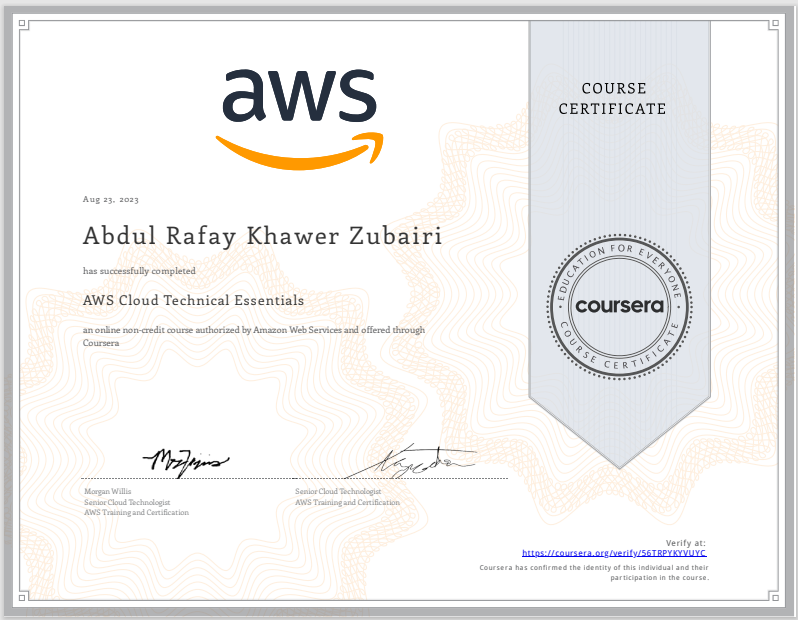 aws
COURSE
CERTIFICATE
Aug 23, 2023
Abdul Rafay Khawer Zubairi
has successfully completed
AWS Cloud Technical Essentials
an online non-credit course authorized by Amazon Web Services and offered through
Coursera
EDUCATION FOR EVERYONE
coursera
COURSE CERTIFICATE
Morgan Willis
Senior Cloud Technologist
AWS Training and Certification
Senior Cloud Technologist
AWS Training and Certification
Verify at:
https://coursera.org/verify/56TRPYKYVUYC
Coursera has confirmed the identity of this individual and their
participation in the course.